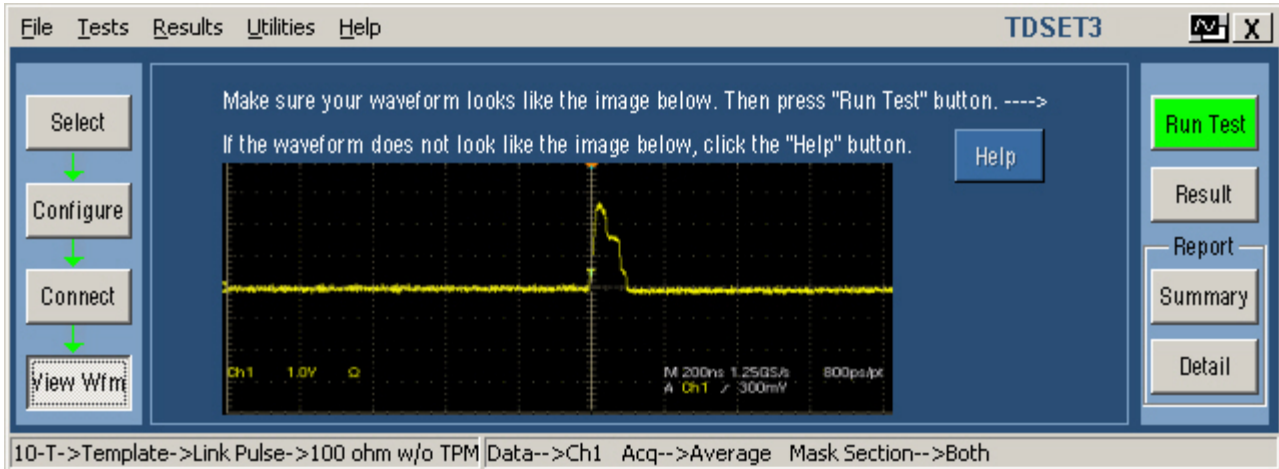 File Tests Results Utilities Help TDSET3 X
Select
Configure
Connect
View Wfm
Make sure your waveform looks like the image below. Then press "Run Test" button. ---->
If the waveform does not look like the image below, click the "Help" button.
Help
Ch1 1.0V Ω
M 200ns 1.25GS/s 800ps/pt
A Ch1 / 300mV
Run Test
Result
Report
Summary
Detail
10-T->Template->Link Pulse->100 ohm w/o TPM Data-->Ch1 Acq-->Average Mask Section-->Both